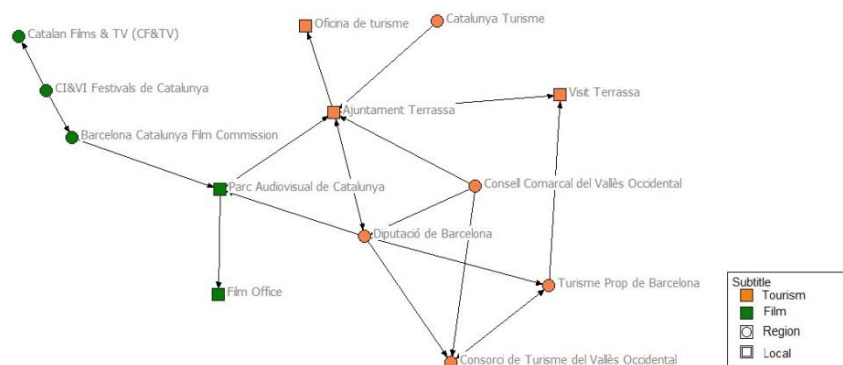 Oficina de turisme
Catalunya Turisme
Catalan Films & TV (CF&TV)
CI&VI Festivals de Catalunya
Visit Terrassa
Ajuntament Terrassa
Barcelona Catalunya Film Commission
Parc Audiovisual de Catalunya
Consell Comarcal del Vallès Occidental
Diputació de Barcelona
Film Office
Turisme Prop de Barcelona
Consorci de Turisme del Vallès Occidental
Subtitle
Tourism
Film
Region
Local